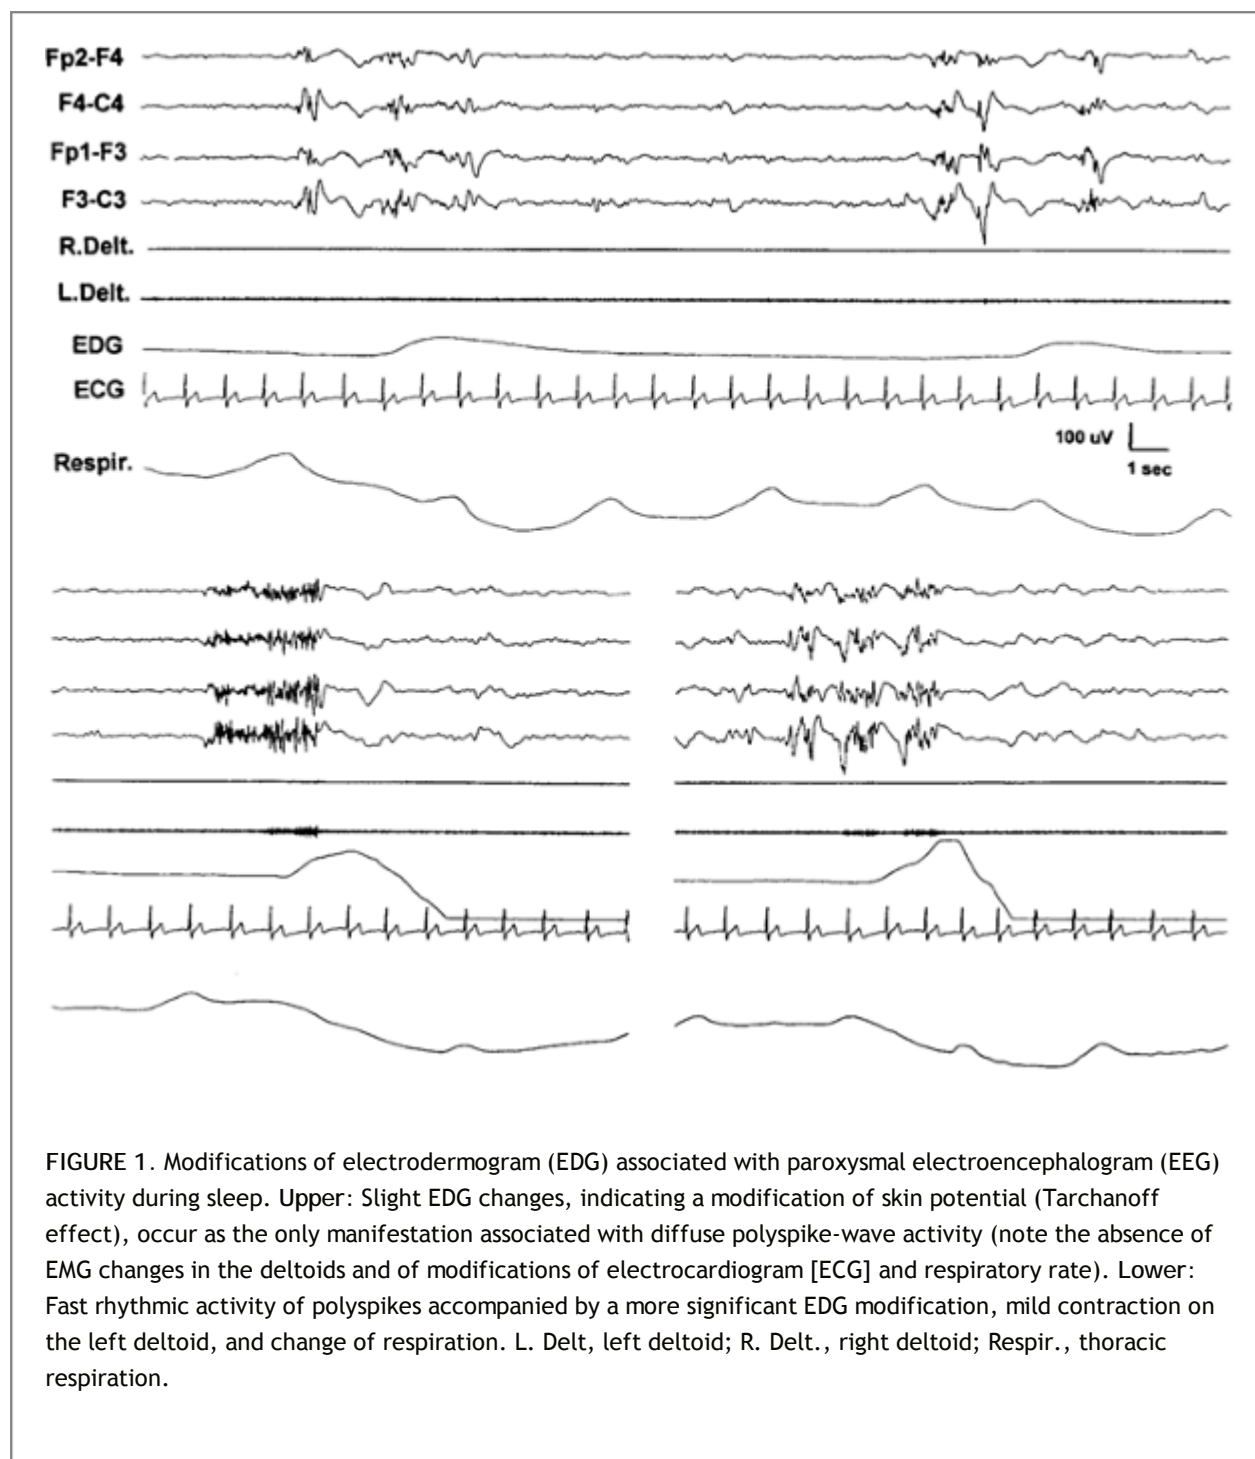 Fp2-F4
F4-C4
Fp1-F3
F3-C3
R.Delt.
L.Delt.
EDG
ECG
100 uV
1 sec
Respir.
FIGURE 1. Modifications of electrodermogram (EDG) associated with paroxysmal electroencephalogram (EEG)
activity during sleep. Upper: Slight EDG changes, indicating a modification of skin potential (Tarchanoff
effect), occur as the only manifestation associated with diffuse polyspike-wave activity (note the absence of
EMG changes in the deltoids and of modifications of electrocardiogram [ECG] and respiratory rate). Lower:
Fast rhythmic activity of polyspikes accompanied by a more significant EDG modification, mild contraction on
the left deltoid, and change of respiration. L. Delt, left deltoid; R. Delt., right deltoid; Respir., thoracic
respiration.